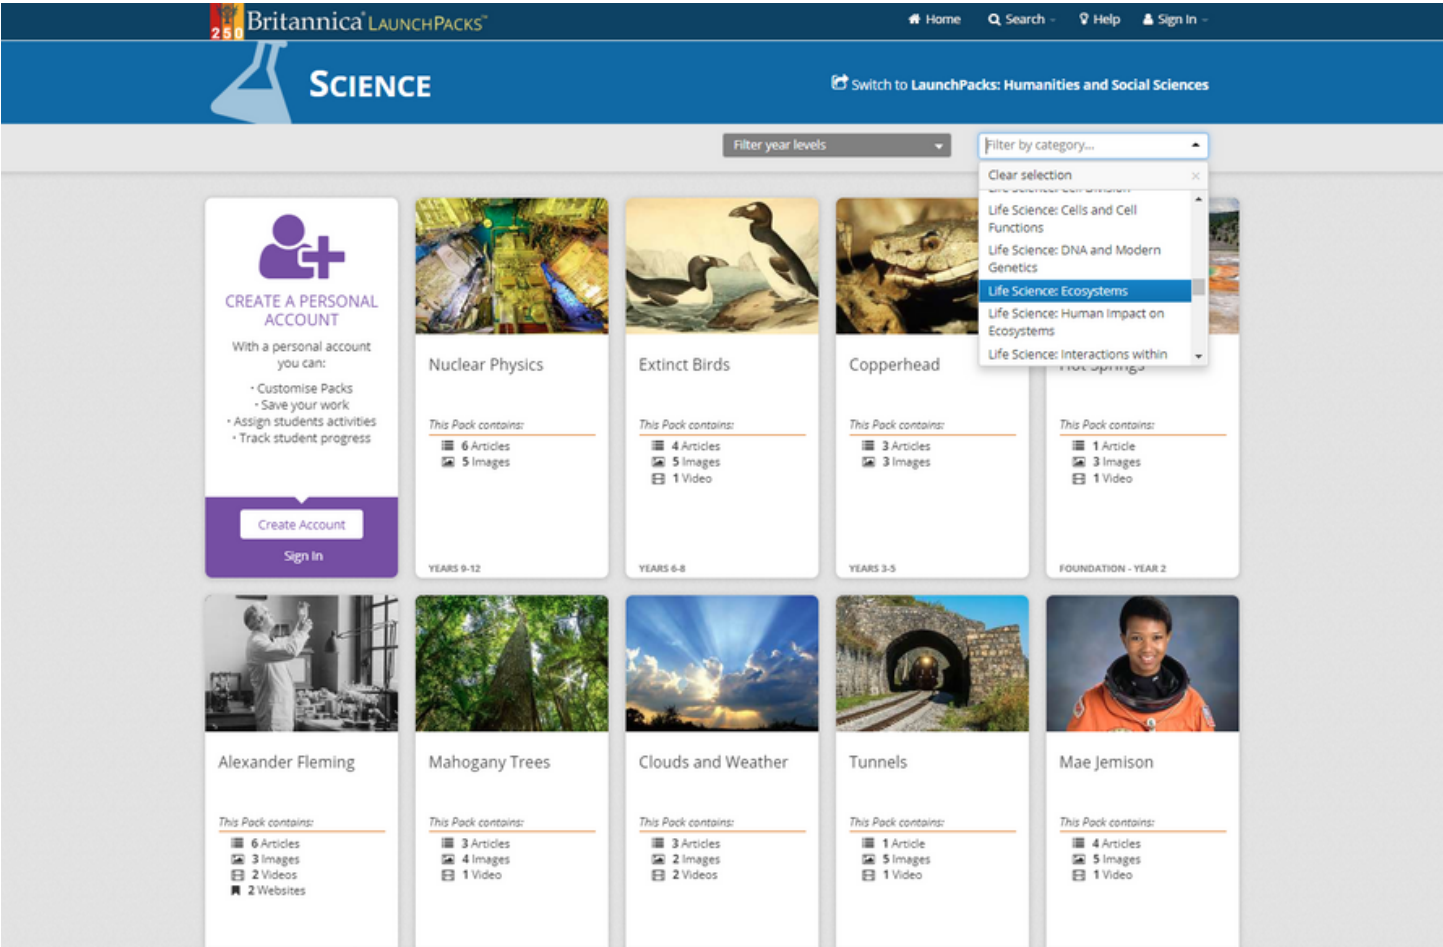 250 Britannica® LaunchPacks™
Home Search Help Sign In
SCIENCE
Switch to LaunchPacks: Humanities and Social Sciences
Filter year levels
Filter by category...
Clear selection ×
Life Science: Cell Division
Life Science: Cells and Cell
Functions
Life Science: DNA and Modern
Genetics
Life Science: Ecosystems
Life Science: Human Impact on
Ecosystems
Life Science: Interactions within
CREATE A PERSONAL
ACCOUNT
With a personal account
you can:
· Customise Packs
· Save your work
· Assign students activities
· Track student progress
Create Account
Sign In
Nuclear Physics
This Pack contains:
6 Articles
5 Images
YEARS 9-12
Extinct Birds
This Pack contains:
4 Articles
5 Images
1 Video
YEARS 6-8
Copperhead
This Pack contains:
3 Articles
3 Images
YEARS 3-5
Hot Springs
This Pack contains:
1 Article
3 Images
1 Video
FOUNDATION - YEAR 2
Alexander Fleming
This Pack contains:
6 Articles
3 Images
2 Videos
2 Websites
Mahogany Trees
This Pack contains:
3 Articles
4 Images
1 Video
Clouds and Weather
This Pack contains:
3 Articles
2 Images
2 Videos
Tunnels
This Pack contains:
1 Article
5 Images
1 Video
Mae Jemison
This Pack contains:
4 Articles
5 Images
1 Video